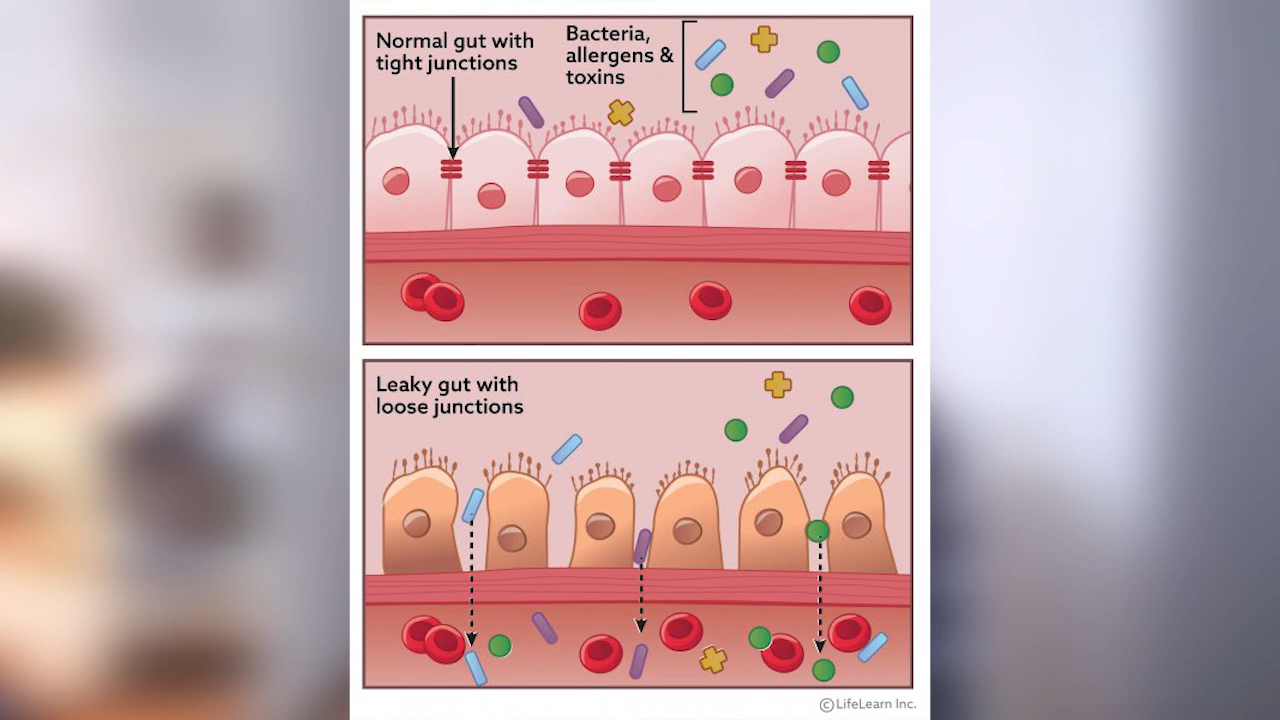 Normal gut with
tight junctions
Bacteria,
allergens &
toxins
Leaky gut with
loose junctions
©LifeLearn Inc.